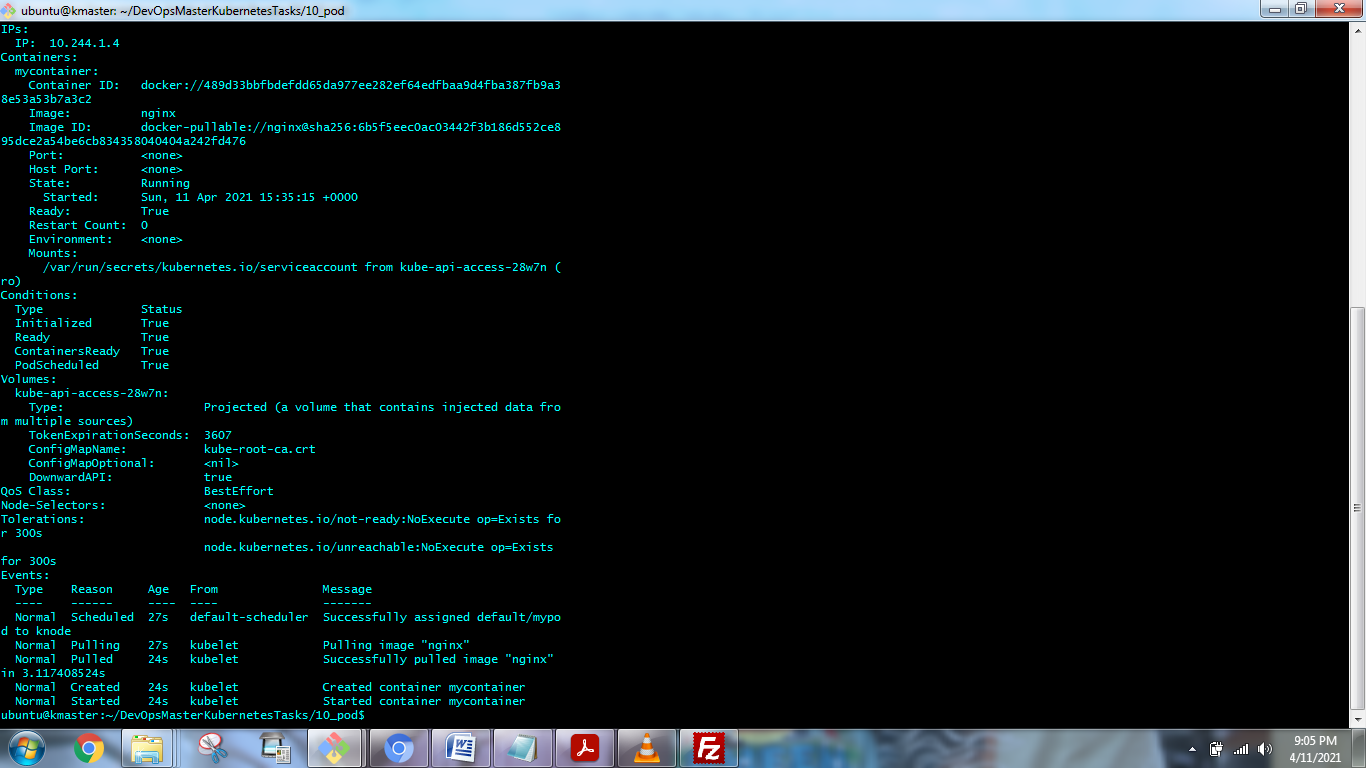 ubuntu@kmaster: ~/DevOpsMasterKubernetesTasks/10_pod
IPs:
  IP:  10.244.1.4
Containers:
  mycontainer:
    Container ID:   docker://489d33bbfbdefdd65da977ee282ef64edfbaa9d4fba387fb9a3
8e53a53b7a3c2
    Image:          nginx
    Image ID:       docker-pullable://nginx@sha256:6b5f5eec0ac03442f3b186d552ce8
95dce2a54be6cb834358040404a242fd476
    Port:           <none>
    Host Port:      <none>
    State:          Running
      Started:      Sun, 11 Apr 2021 15:35:15 +0000
    Ready:          True
    Restart Count:  0
    Environment:    <none>
    Mounts:
      /var/run/secrets/kubernetes.io/serviceaccount from kube-api-access-28w7n (
ro)
Conditions:
  Type              Status
  Initialized       True
  Ready             True
  ContainersReady   True
  PodScheduled      True
Volumes:
  kube-api-access-28w7n:
    Type:                    Projected (a volume that contains injected data fro
m multiple sources)
    TokenExpirationSeconds:  3607
    ConfigMapName:           kube-root-ca.crt
    ConfigMapOptional:       <nil>
    DownwardAPI:             true
QoS Class:                   BestEffort
Node-Selectors:              <none>
Tolerations:                 node.kubernetes.io/not-ready:NoExecute op=Exists fo
r 300s
                             node.kubernetes.io/unreachable:NoExecute op=Exists
for 300s
Events:
  Type    Reason     Age   From               Message
  ----    ------     ----  ----               -------
  Normal  Scheduled  27s   default-scheduler  Successfully assigned default/mypo
d to knode
  Normal  Pulling    27s   kubelet            Pulling image "nginx"
  Normal  Pulled     24s   kubelet            Successfully pulled image "nginx"
in 3.117408524s
  Normal  Created    24s   kubelet            Created container mycontainer
  Normal  Started    24s   kubelet            Started container mycontainer
ubuntu@kmaster:~/DevOpsMasterKubernetesTasks/10_pod$
9:05 PM
4/11/2021